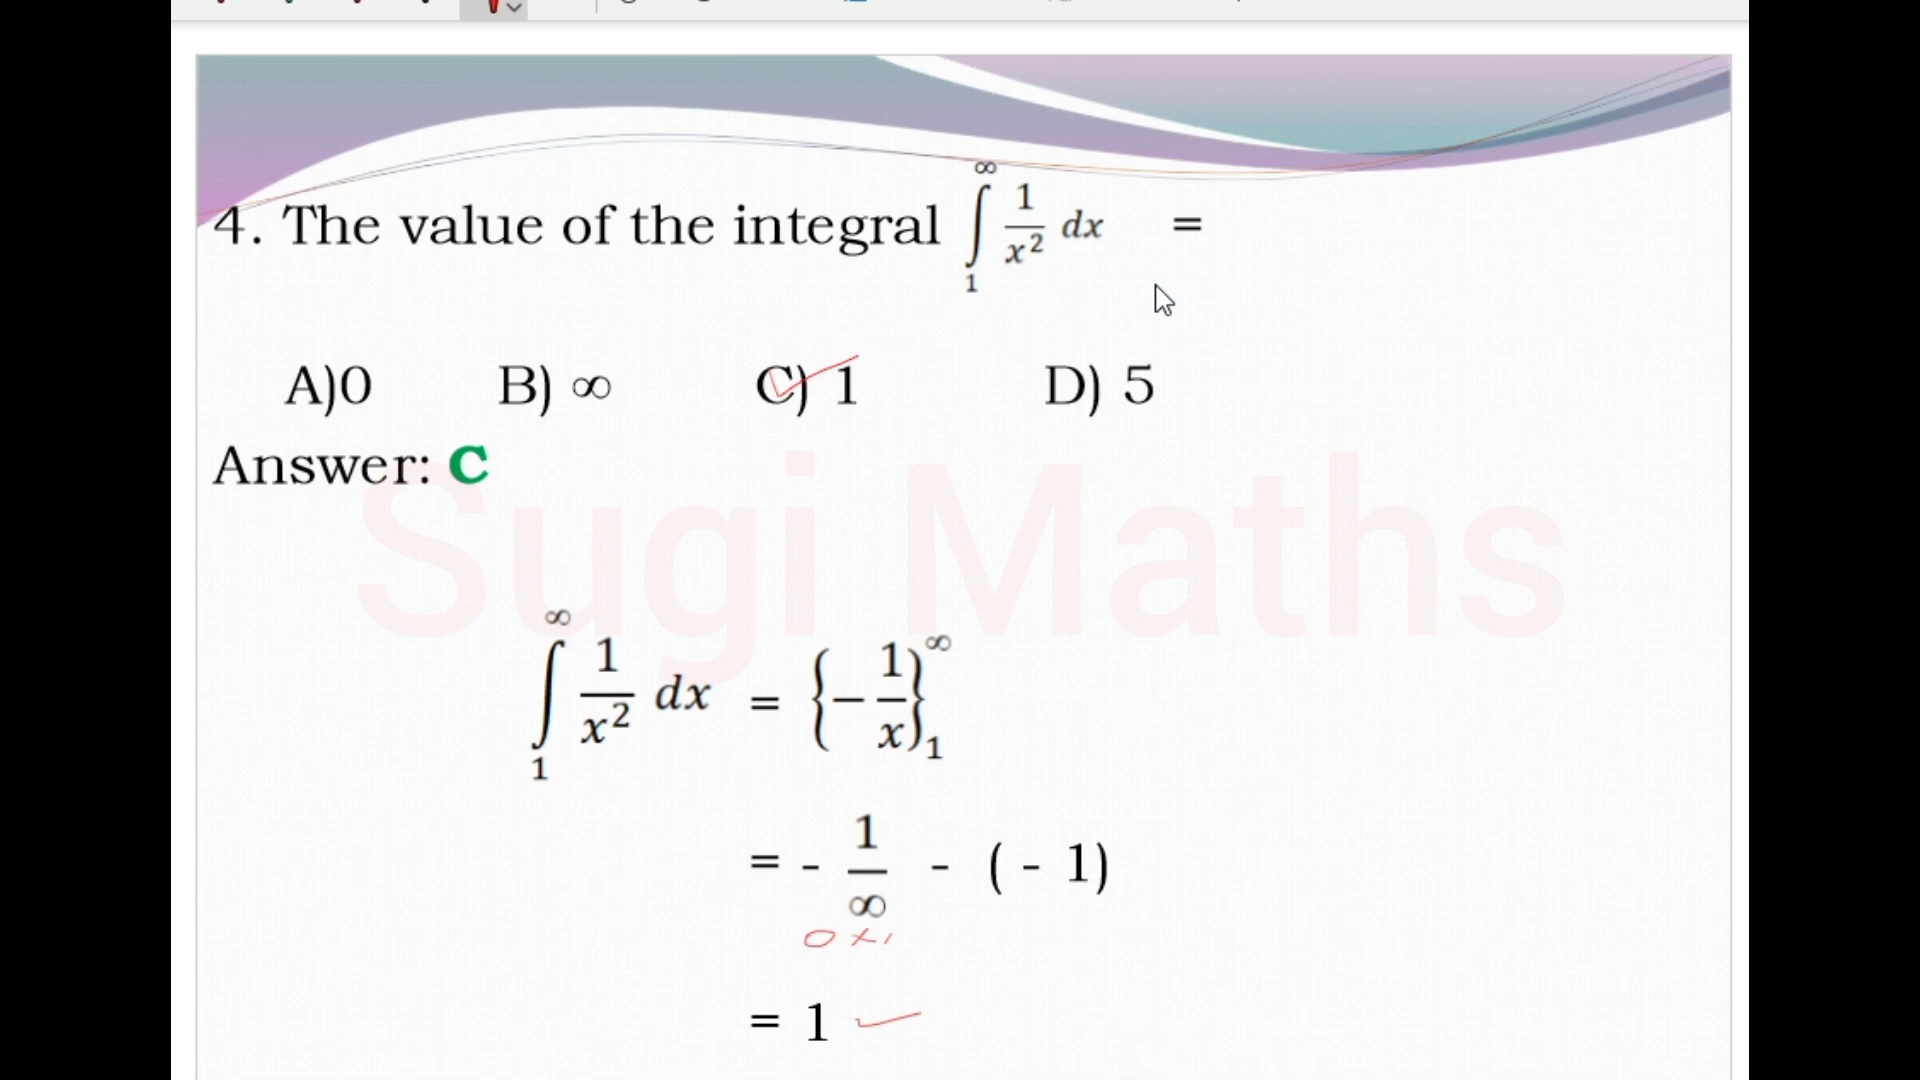 4. The value of the integral ∫₁^∞ 1/x² dx =
A)0 B) ∞ C) 1 D) 5
Answer: C
Sugi Maths
∫₁^∞ 1/x² dx = {-1/x}₁^∞
= - 1/∞ - ( - 1)
0 + 1
= 1